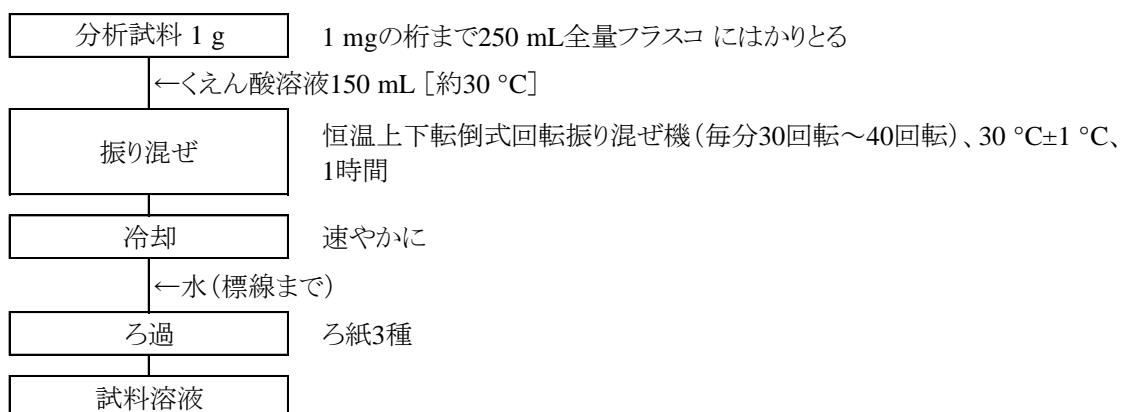 分析試料 1 g
1 mgの桁まで250 mL全量フラスコ にはかりとる
←くえん酸溶液150 mL [約30 °C]
振り混ぜ
恒温上下転倒式回転振り混ぜ機(毎分30回転~40回転)、30 °C±1 °C、
1時間
冷却
速やかに
←水(標線まで)
ろ過
ろ紙3種
試料溶液